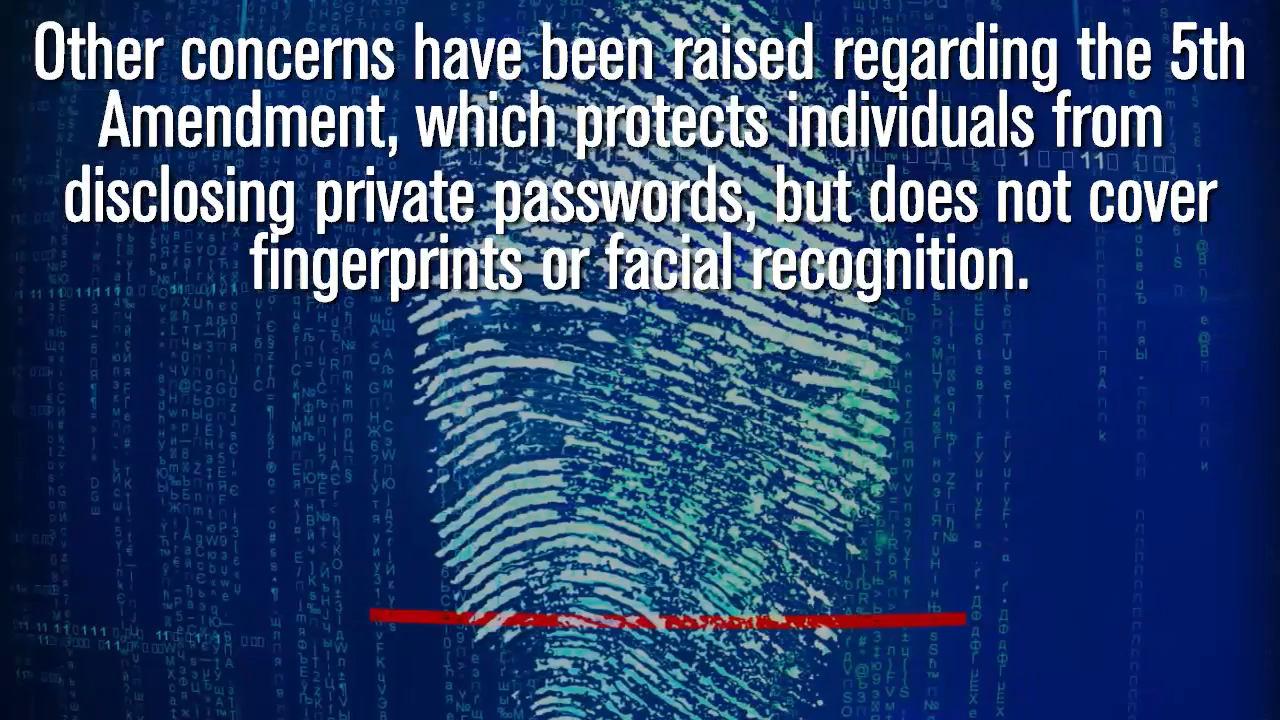 Other concerns have been raised regarding the 5th
Amendment, which protects individuals from
disclosing private passwords, but does not cover
fingerprints or facial recognition.